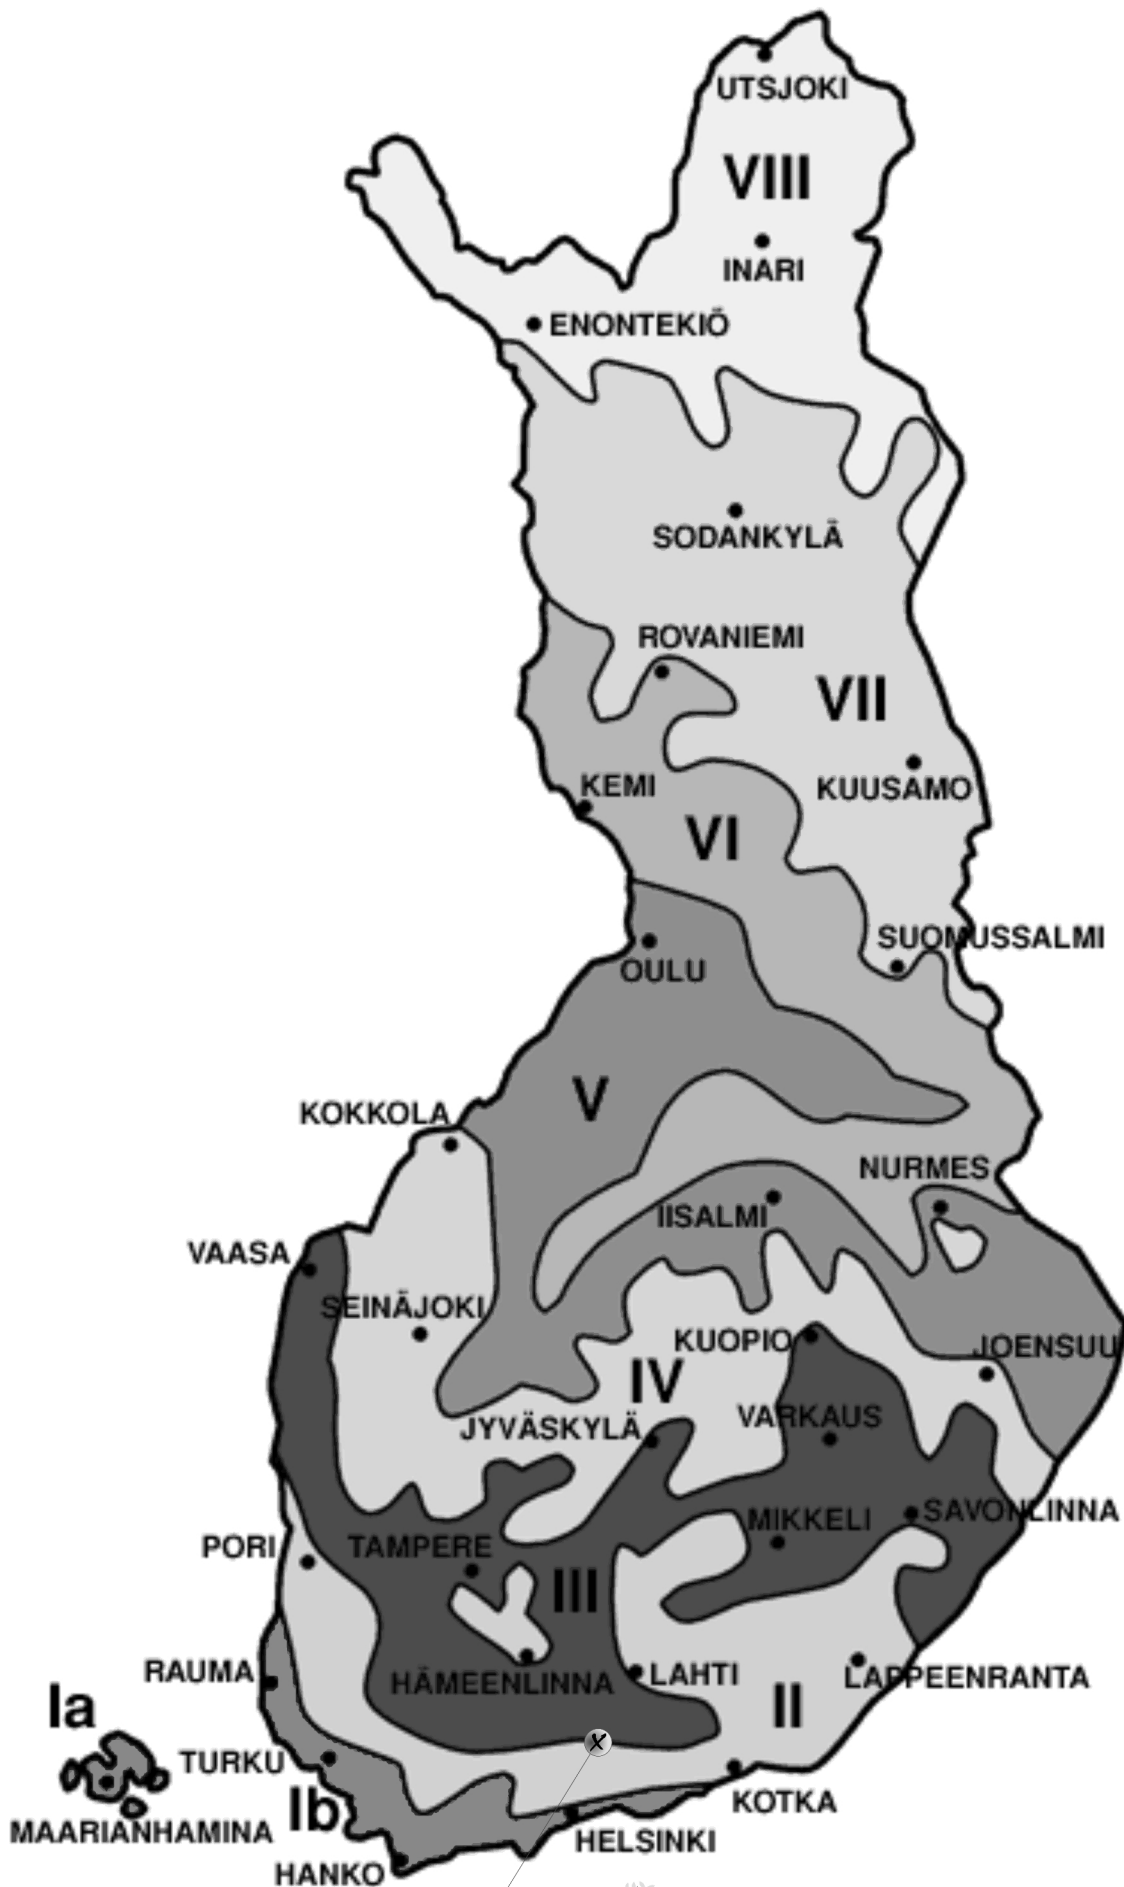 UTSJOKI
VIII
INARI
ENONTEKIÖ
SODANKYLÄ
ROVANIEMI
VII
KEMI
KUUSAMO
VI
SUOMUSSALMI
OULU
V
KOKKOLA
NURMES
IISALMI
VAASA
SEINÄJOKI
KUOPIO
JOENSUU
IV
JYVÄSKYLÄ
VARKAUS
SAVONLINNA
MIKKELI
PORI
TAMPERE
III
RAUMA
HÄMEENLINNA
LAHTI
LAPPEENRANTA
Ia
II
TURKU
Ib
KOTKA
MAARIANHAMINA
HELSINKI
HANKO
X